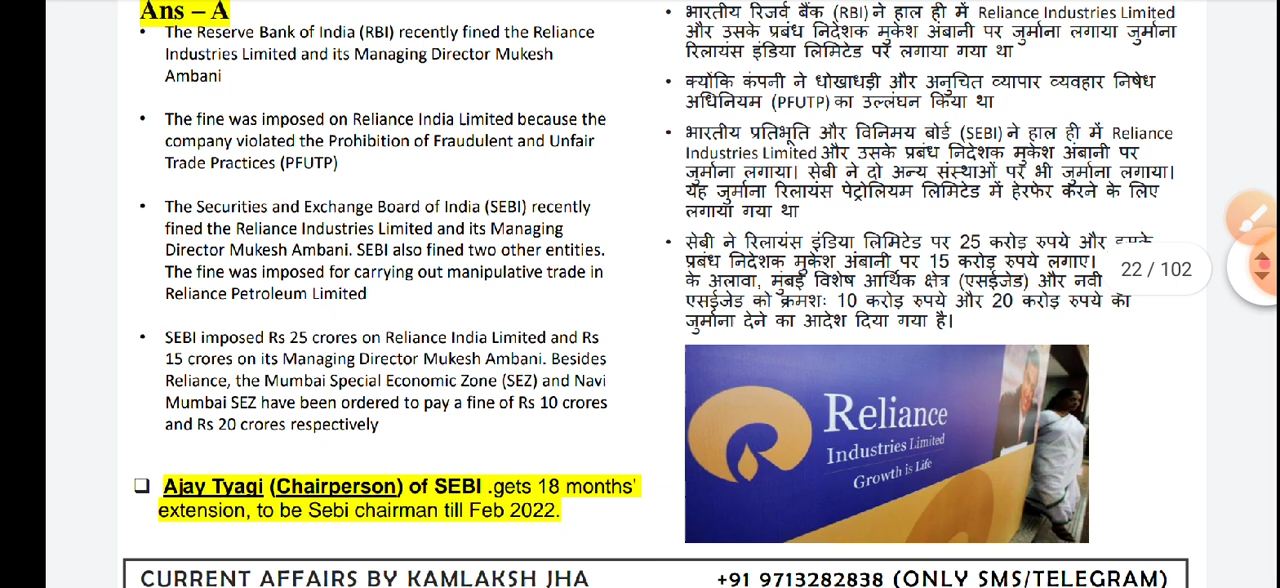 Ans – A
• The Reserve Bank of India (RBI) recently fined the Reliance
Industries Limited and its Managing Director Mukesh
Ambani
• The fine was imposed on Reliance India Limited because the
company violated the Prohibition of Fraudulent and Unfair
Trade Practices (PFUTP)
• The Securities and Exchange Board of India (SEBI) recently
fined the Reliance Industries Limited and its Managing
Director Mukesh Ambani. SEBI also fined two other entities.
The fine was imposed for carrying out manipulative trade in
Reliance Petroleum Limited
• SEBI imposed Rs 25 crores on Reliance India Limited and Rs
15 crores on its Managing Director Mukesh Ambani. Besides
Reliance, the Mumbai Special Economic Zone (SEZ) and Navi
Mumbai SEZ have been ordered to pay a fine of Rs 10 crores
and Rs 20 crores respectively
❑ Ajay Tyagi (Chairperson) of SEBI .gets 18 months'
extension, to be Sebi chairman till Feb 2022.
• भारतीय रिजर्व बैंक (RBI) ने हाल ही में Reliance Industries Limited
और उसके प्रबंध निदेशक मुकेश अंबानी पर जुर्माना लगाया जुर्माना
रिलायंस इंडिया लिमिटेड पर लगाया गया था
• क्योंकि कंपनी ने धोखाधड़ी और अनुचित व्यापार व्यवहार निषेध
अधिनियम (PFUTP) का उल्लंघन किया था
• भारतीय प्रतिभूति और विनिमय बोर्ड (SEBI) ने हाल ही में Reliance
Industries Limited और उसके प्रबंध निदेशक मुकेश अंबानी पर
जुर्माना लगाया। सेबी ने दो अन्य संस्थाओं पर भी जुर्माना लगाया।
यह जुर्माना रिलायंस पेट्रोलियम लिमिटेड में हेरफेर करने के लिए
लगाया गया था
• सेबी ने रिलायंस इंडिया लिमिटेड पर 25 करोड़ रुपये और
प्रबंध निदेशक मुकेश अंबानी पर 15 करोड़ रुपये लगाए।
के अलावा, मुंबई विशेष आर्थिक क्षेत्र (एसईजेड) और नवी
एसईजेड को क्रमशः 10 करोड़ रुपये और 20 करोड़ रुपये का
जुर्माना देने का आदेश दिया गया है।
22 / 102
Reliance
Industries Limited
Growth is Life
CURRENT AFFAIRS BY KAMLAKSH JHA
+91 9713282838 (ONLY SMS/TELEGRAM)